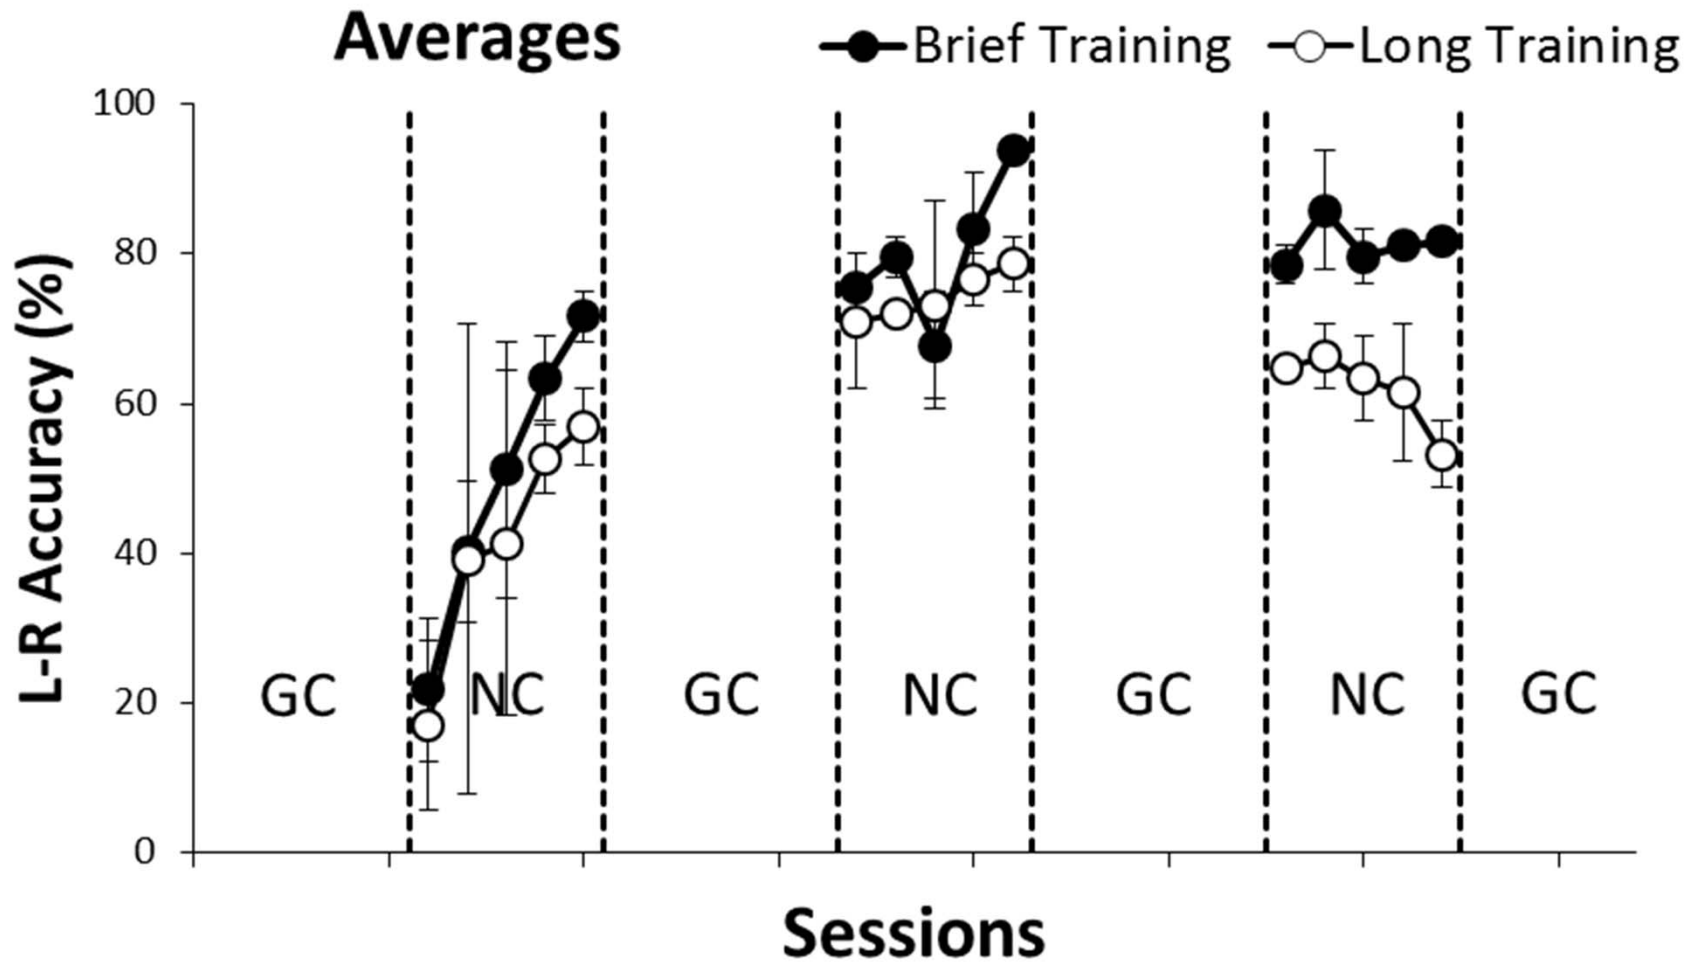 Averages
Brief Training
Long Training
L-R Accuracy (%)
100
80
60
40
20
0
GC
NC
GC
NC
GC
NC
GC
Sessions